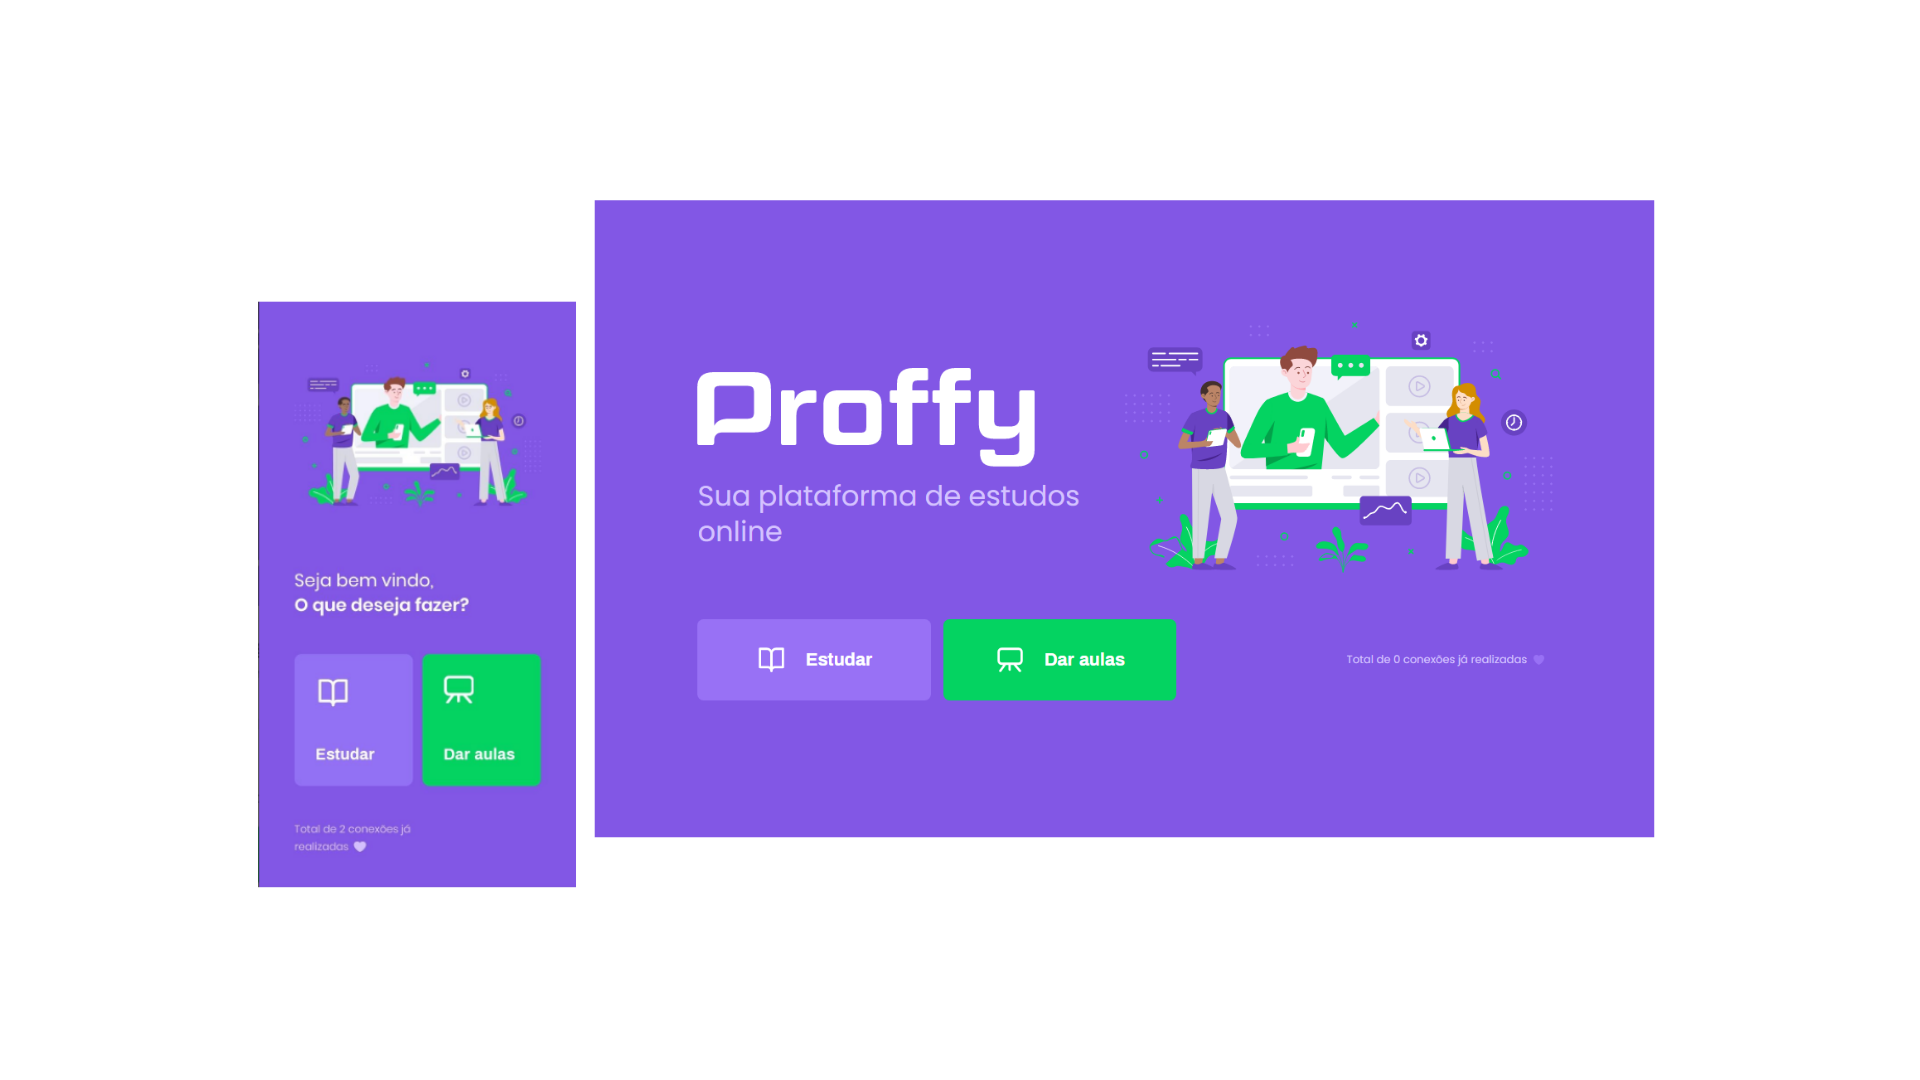 Seja bem vindo,
O que deseja fazer?
Estudar
Dar aulas
Total de 2 conexões já
realizadas
Proffy
Sua plataforma de estudos
online
Estudar
Dar aulas
Total de 0 conexões já realizadas